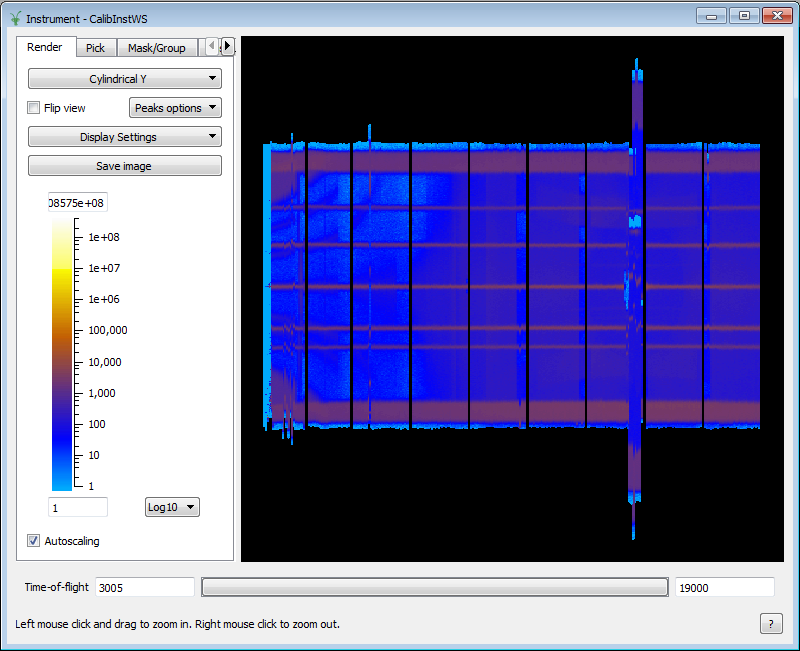 Instrument - CalibInstWS
Render Pick Mask/Group
Cylindrical Y
Flip view Peaks options
Display Settings
Save image
08575e+08
1e+08
1e+07
1e+06
100,000
10,000
1,000
100
10
1
1 Log10
Autoscaling
Time-of-flight 3005 19000
Left mouse click and drag to zoom in. Right mouse click to zoom out. ?